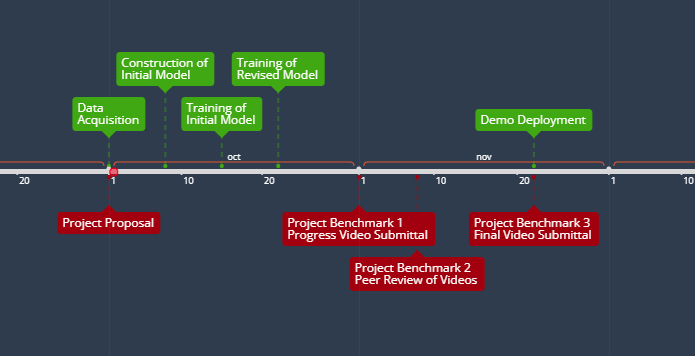 Construction of
Initial Model
Training of
Revised Model
Data
Acquisition
Training of
Initial Model
Demo Deployment
oct
nov
20
1
10
20
1
10
20
1
10
Project Proposal
Project Benchmark 1
Progress Video Submittal
Project Benchmark 3
Final Video Submittal
Project Benchmark 2
Peer Review of Videos